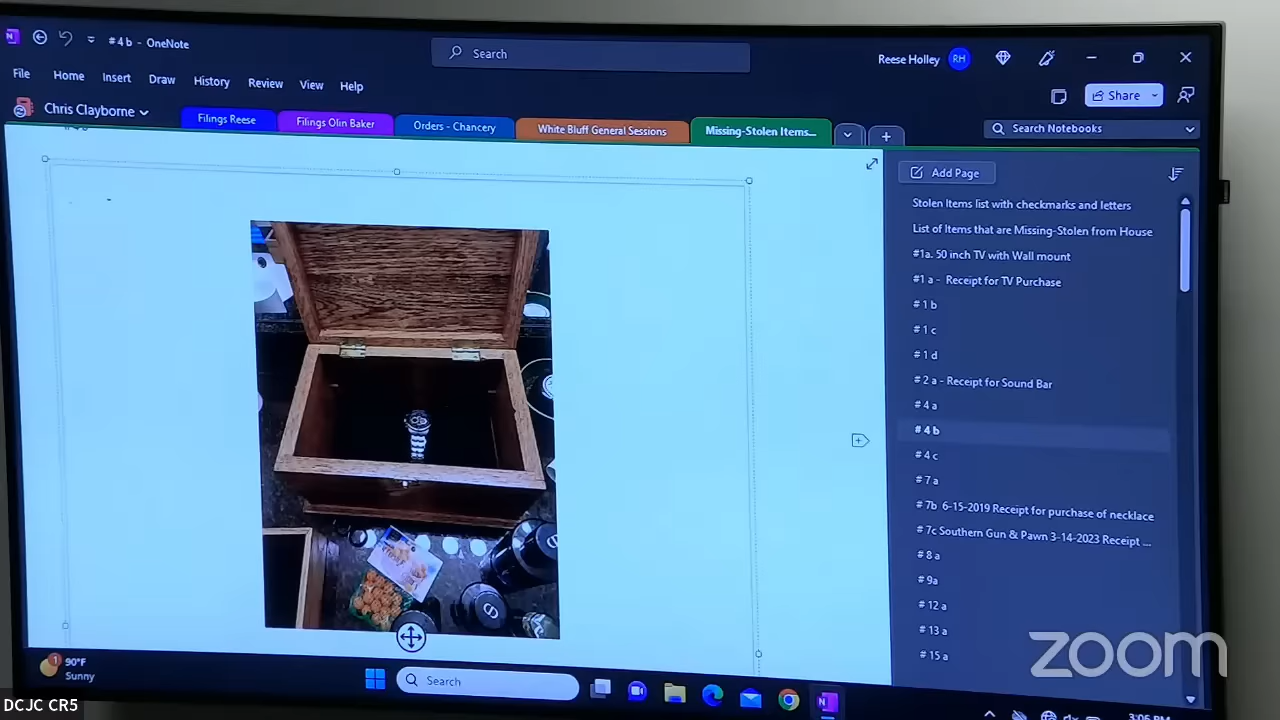 #4b - OneNote
Search
Reese Holley RH
File Home Insert Draw History Review View Help
Share
Chris Clayborne
Filings Reese
Filings Olin Baker
Orders - Chancery
White Bluff General Sessions
Missing-Stolen Items...
Search Notebooks
Add Page
Stolen Items list with checkmarks and letters
List of Items that are Missing-Stolen from House
#1a. 50 inch TV with Wall mount
#1 a - Receipt for TV Purchase
# 1 b
# 1 c
# 1 d
# 2 a - Receipt for Sound Bar
# 4 a
# 4 b
# 4 c
# 7 a
# 7b 6-15-2019 Receipt for purchase of necklace
# 7c Southern Gun & Pawn 3-14-2023 Receipt ...
# 8 a
# 9a
# 12 a
# 13 a
# 15 a
zoom
1
90°F
Sunny
Search
3:06 PM
DCJC CR5